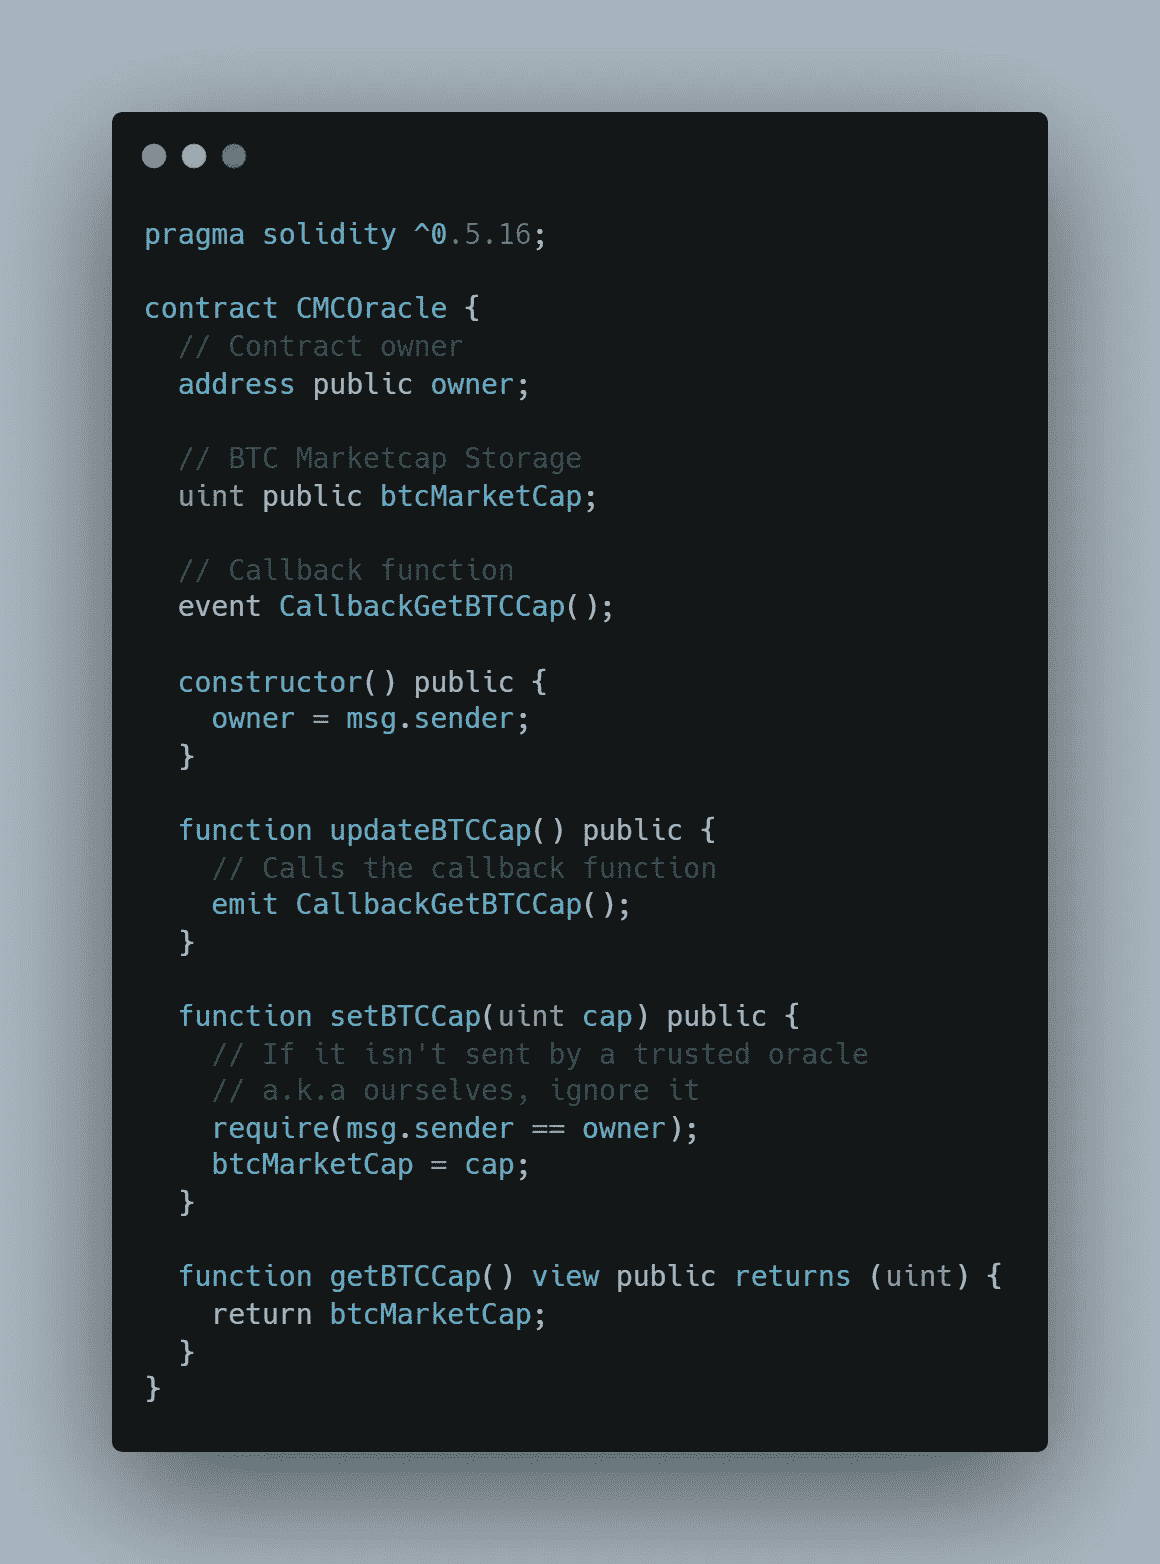 pragma solidity ^0.5.16;
contract CMCOracle {
// Contract owner
address public owner;
// BTC Marketcap Storage
uint public btcMarketCap;
// Callback function
event CallbackGetBTCCap();
constructor() public {
owner = msg.sender;
}
function updateBTCCap() public {
// Calls the callback function
emit CallbackGetBTCCap();
}
function setBTCCap(uint cap) public {
// If it isn't sent by a trusted oracle
// a.k.a ourselves, ignore it
require(msg.sender == owner);
btcMarketCap = cap;
}
function getBTCCap() view public returns (uint) {
return btcMarketCap;
}
}